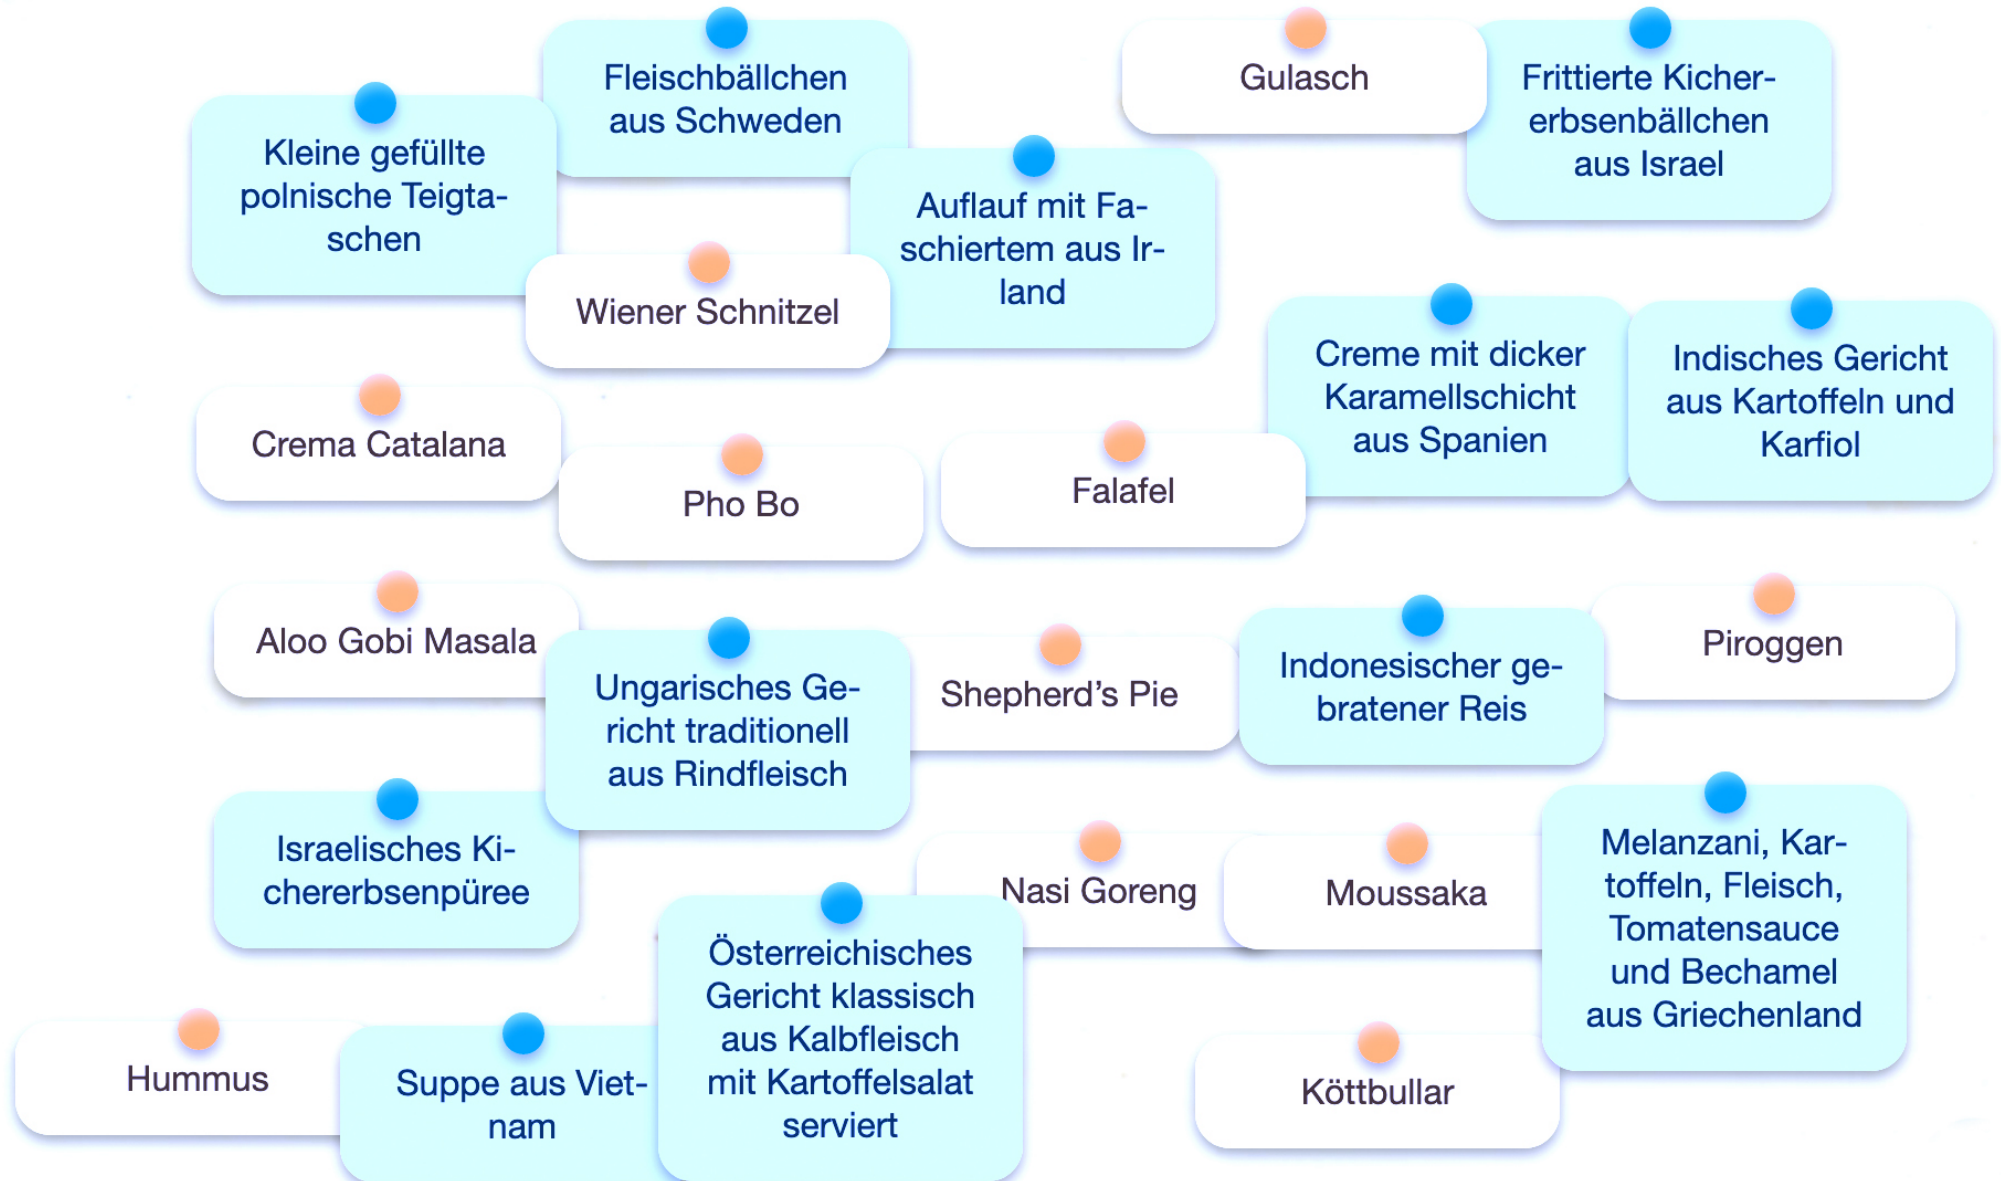 Fleischbällchen
aus Schweden
Gulasch
Frittierte Kicher-
erbsenbällchen
aus Israel
Kleine gefüllte
polnische Teigta-
schen
Auflauf mit Fa-
schiertem aus Ir-
land
Wiener Schnitzel
Creme mit dicker
Karamellschicht
aus Spanien
Indisches Gericht
aus Kartoffeln und
Karfiol
Crema Catalana
Pho Bo
Falafel
Aloo Gobi Masala
Ungarisches Ge-
richt traditionell
aus Rindfleisch
Shepherd’s Pie
Indonesischer ge-
bratener Reis
Piroggen
Israelisches Ki-
chererbsenpüree
Nasi Goreng
Moussaka
Melanzani, Kar-
toffeln, Fleisch,
Tomatensauce
und Bechamel
aus Griechenland
Österreichisches
Gericht klassisch
aus Kalbfleisch
mit Kartoffelsalat
serviert
Hummus
Suppe aus Viet-
nam
Köttbullar